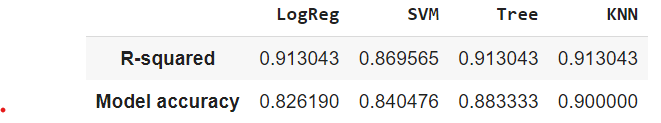 LogReg SVM Tree KNN
R-squared 0.913043 0.869565 0.913043 0.913043
Model accuracy 0.826190 0.840476 0.883333 0.900000